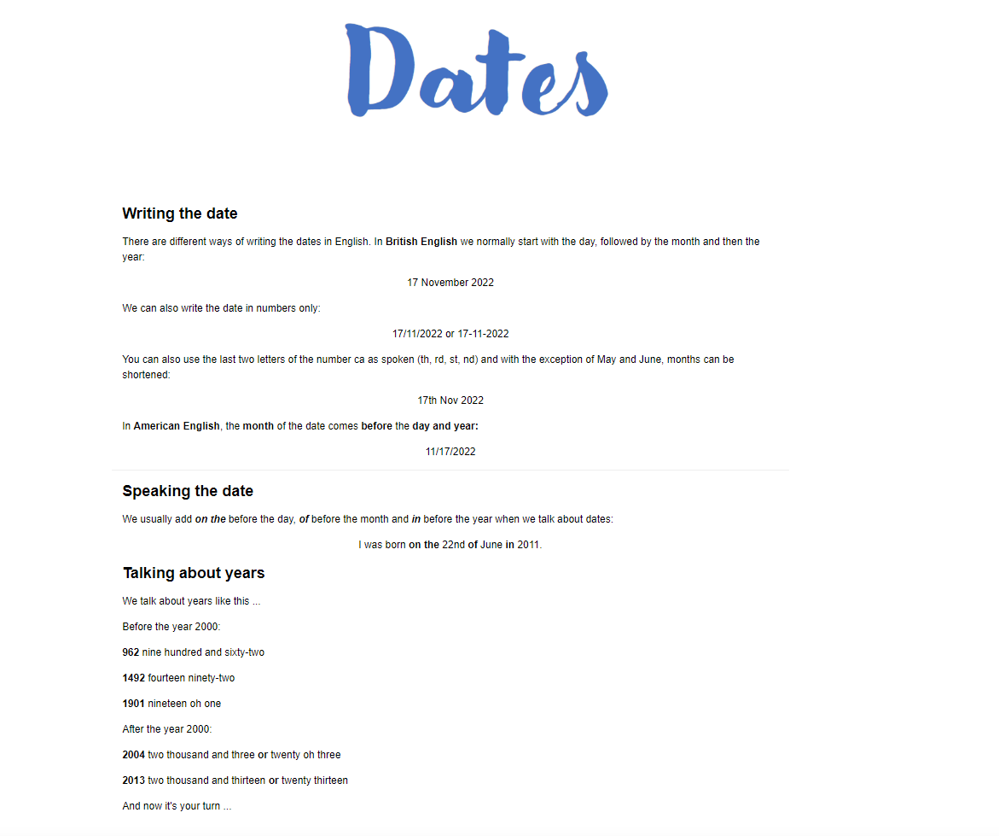 Dates
Writing the date
There are different ways of writing the dates in English. In British English we normally start with the day, followed by the month and then the
year:
17 November 2022
We can also write the date in numbers only:
17/11/2022 or 17-11-2022
You can also use the last two letters of the number ca as spoken (th, rd, st, nd) and with the exception of May and June, months can be
shortened:
17th Nov 2022
In American English, the month of the date comes before the day and year:
11/17/2022
Speaking the date
We usually add on the before the day, of before the month and in before the year when we talk about dates:
I was born on the 22nd of June in 2011.
Talking about years
We talk about years like this ...
Before the year 2000:
962 nine hundred and sixty-two
1492 fourteen ninety-two
1901 nineteen oh one
After the year 2000:
2004 two thousand and three or twenty oh three
2013 two thousand and thirteen or twenty thirteen
And now it's your turn ...